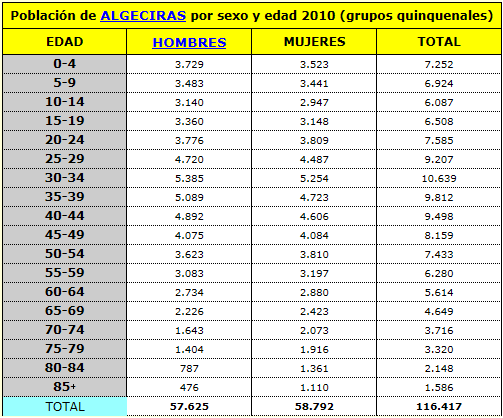 Población de ALGECIRAS por sexo y edad 2010 (grupos quinquenales)
EDAD HOMBRES MUJERES TOTAL
0-4 3.729 3.523 7.252
5-9 3.483 3.441 6.924
10-14 3.140 2.947 6.087
15-19 3.360 3.148 6.508
20-24 3.776 3.809 7.585
25-29 4.720 4.487 9.207
30-34 5.385 5.254 10.639
35-39 5.089 4.723 9.812
40-44 4.892 4.606 9.498
45-49 4.075 4.084 8.159
50-54 3.623 3.810 7.433
55-59 3.083 3.197 6.280
60-64 2.734 2.880 5.614
65-69 2.226 2.423 4.649
70-74 1.643 2.073 3.716
75-79 1.404 1.916 3.320
80-84 787 1.361 2.148
85+ 476 1.110 1.586
TOTAL 57.625 58.792 116.417